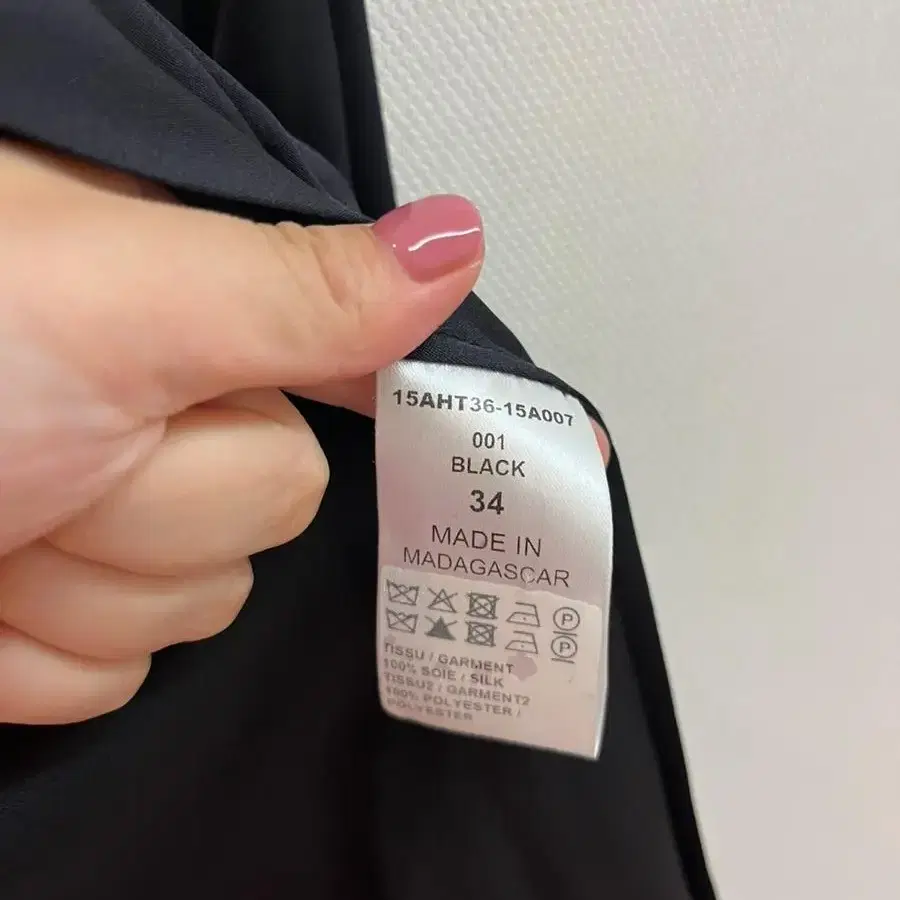 15AHT36-15A007
001
BLACK
34
MADE IN
MADAGASCAR
P
P
TISSU / GARMENT
100% SOIE / SILK
TISSU2 / GARMENT2
100% POLYESTER /
POLYESTER